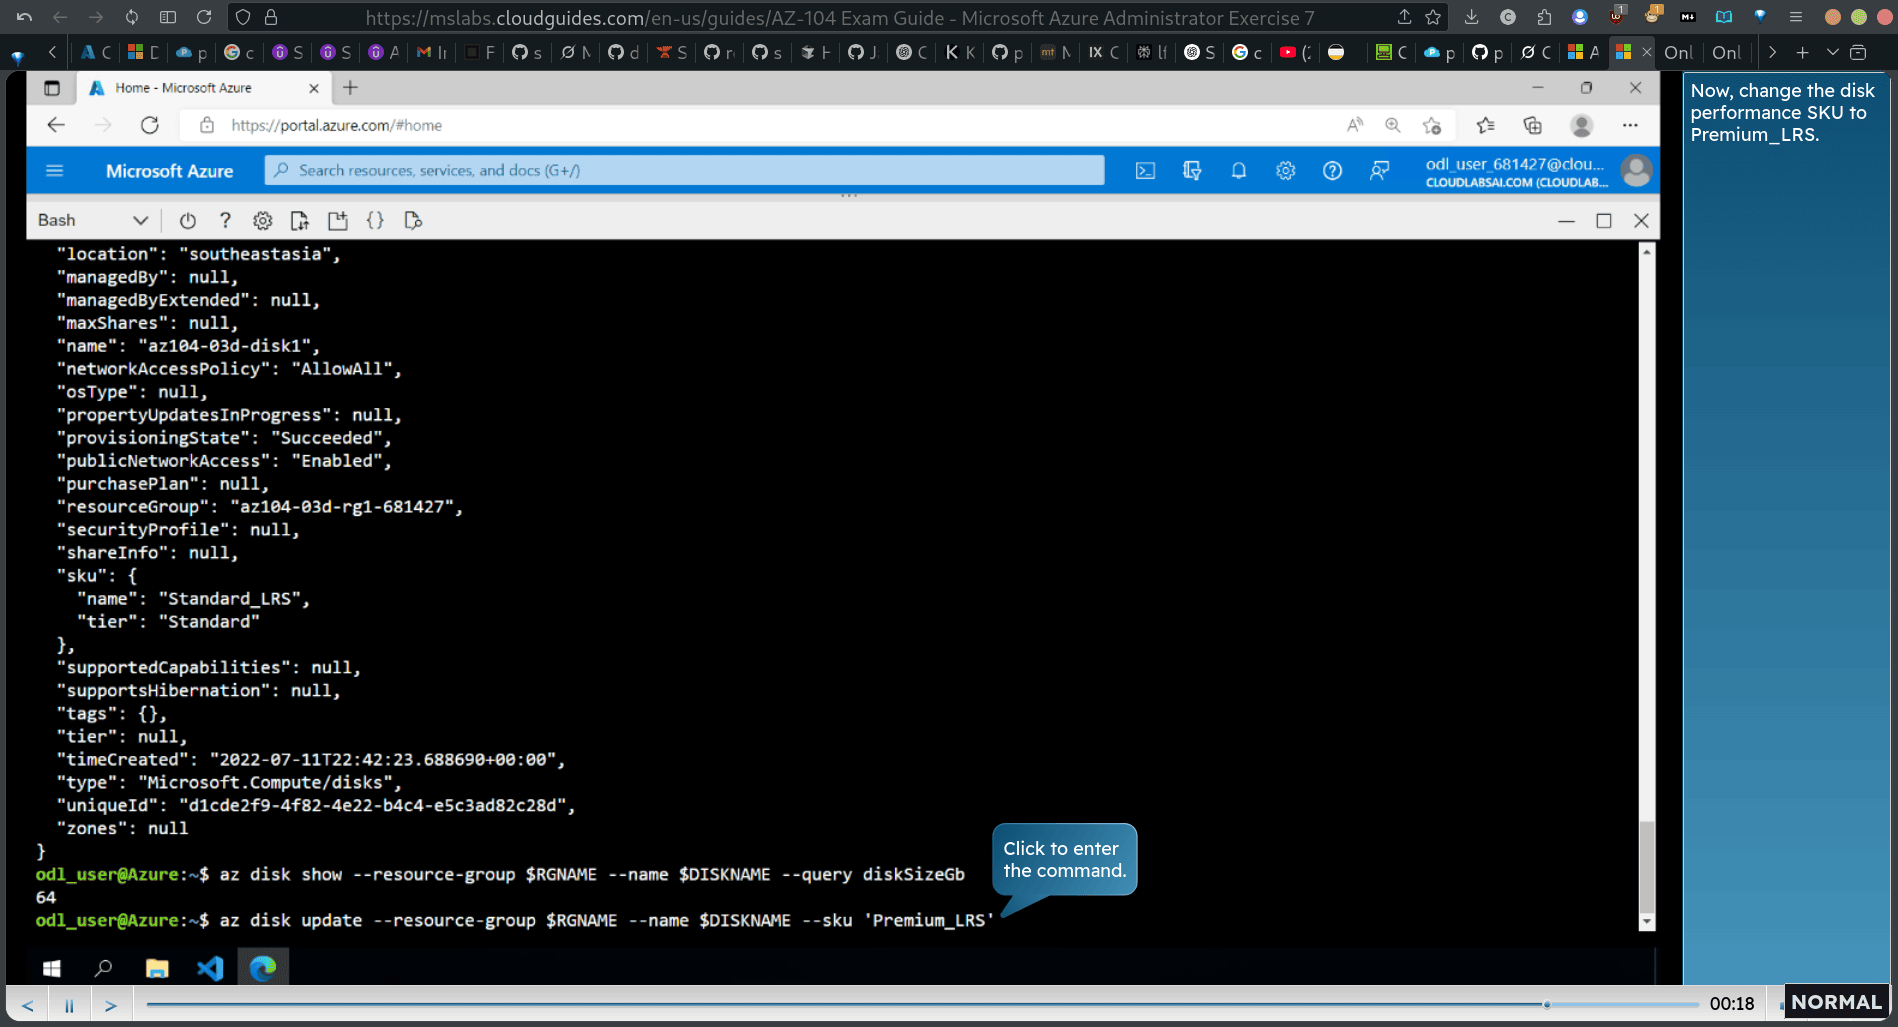 https://mslabs.cloudguides.com/en-us/guides/AZ-104 Exam Guide - Microsoft Azure Administrator Exercise 7
Home - Microsoft Azure
https://portal.azure.com/#home
Microsoft Azure
Search resources, services, and docs (G+/)
odl_user_681427@clou...
CLOUDLABSAI.COM (CLOUDLAB...
Bash
"location": "southeastasia",
"managedBy": null,
"managedByExtended": null,
"maxShares": null,
"name": "az104-03d-disk1",
"networkAccessPolicy": "AllowAll",
"osType": null,
"propertyUpdatesInProgress": null,
"provisioningState": "Succeeded",
"publicNetworkAccess": "Enabled",
"purchasePlan": null,
"resourceGroup": "az104-03d-rg1-681427",
"securityProfile": null,
"shareInfo": null,
"sku": {
"name": "Standard_LRS",
"tier": "Standard"
},
"supportedCapabilities": null,
"supportsHibernation": null,
"tags": {},
"tier": null,
"timeCreated": "2022-07-11T22:42:23.688690+00:00",
"type": "Microsoft.Compute/disks",
"uniqueId": "d1cde2f9-4f82-4e22-b4c4-e5c3ad82c28d",
"zones": null
}
odl_user@Azure:~$ az disk show --resource-group $RGNAME --name $DISKNAME --query diskSizeGb
64
odl_user@Azure:~$ az disk update --resource-group $RGNAME --name $DISKNAME --sku 'Premium_LRS'
Click to enter
the command.
Now, change the disk
performance SKU to
Premium_LRS.
00:18
NORMAL